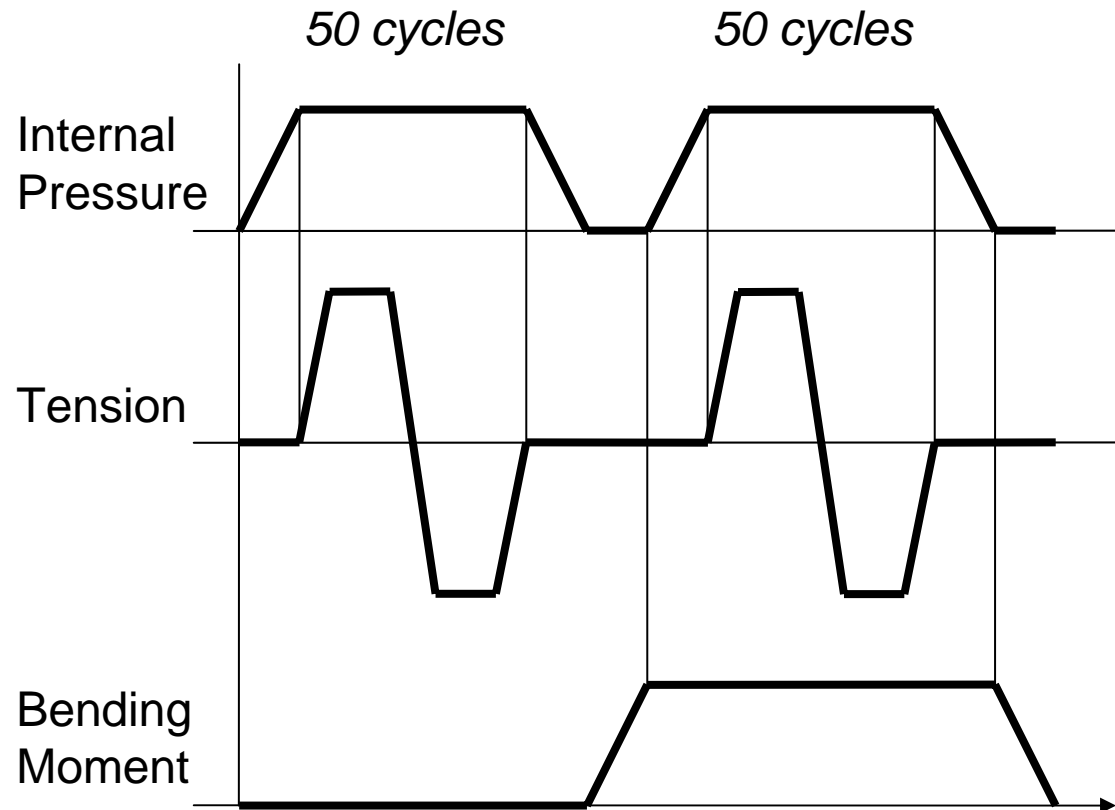 50 cycles 50 cycles
Internal
Pressure
Tension
Bending
Moment